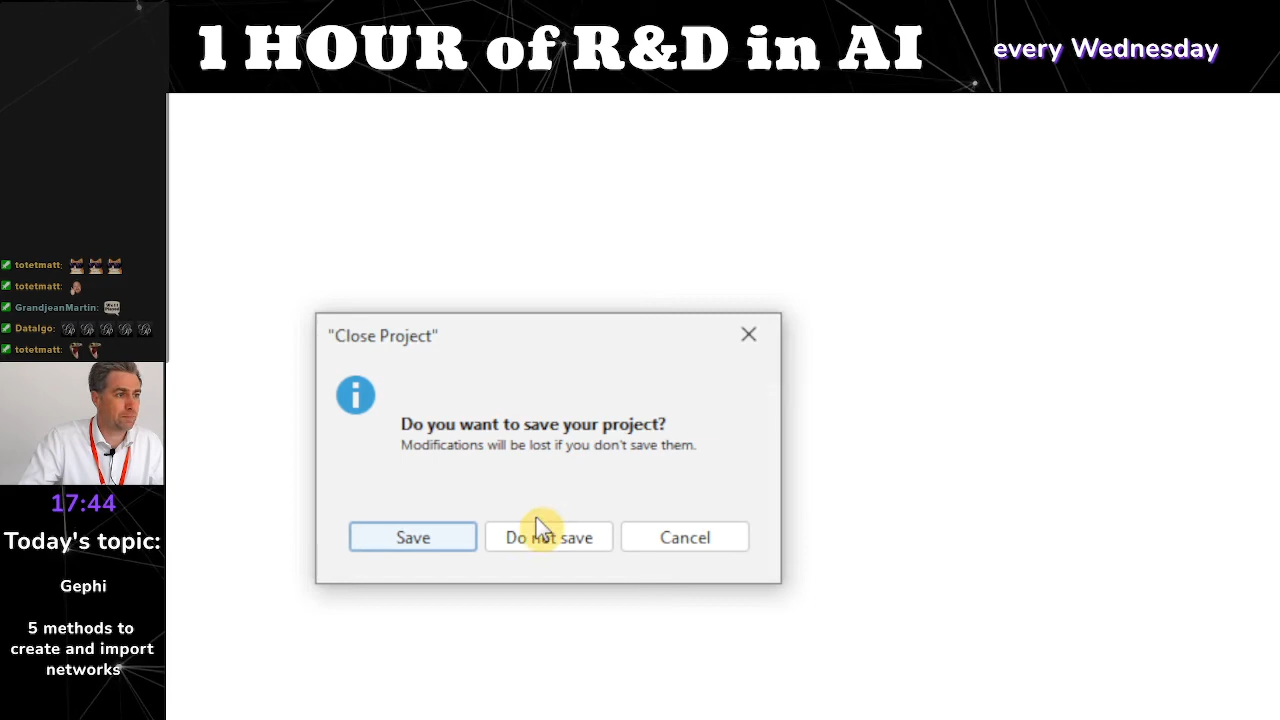 1 HOUR of R&D in AI
every Wednesday
totetmatt:
totetmatt:
GrandjeanMartin:
Datalgo:
totetmatt:
17:44
Today's topic:
Gephi
5 methods to
create and import
networks
"Close Project"
Do you want to save your project?
Modifications will be lost if you don't save them.
Save
Do not save
Cancel